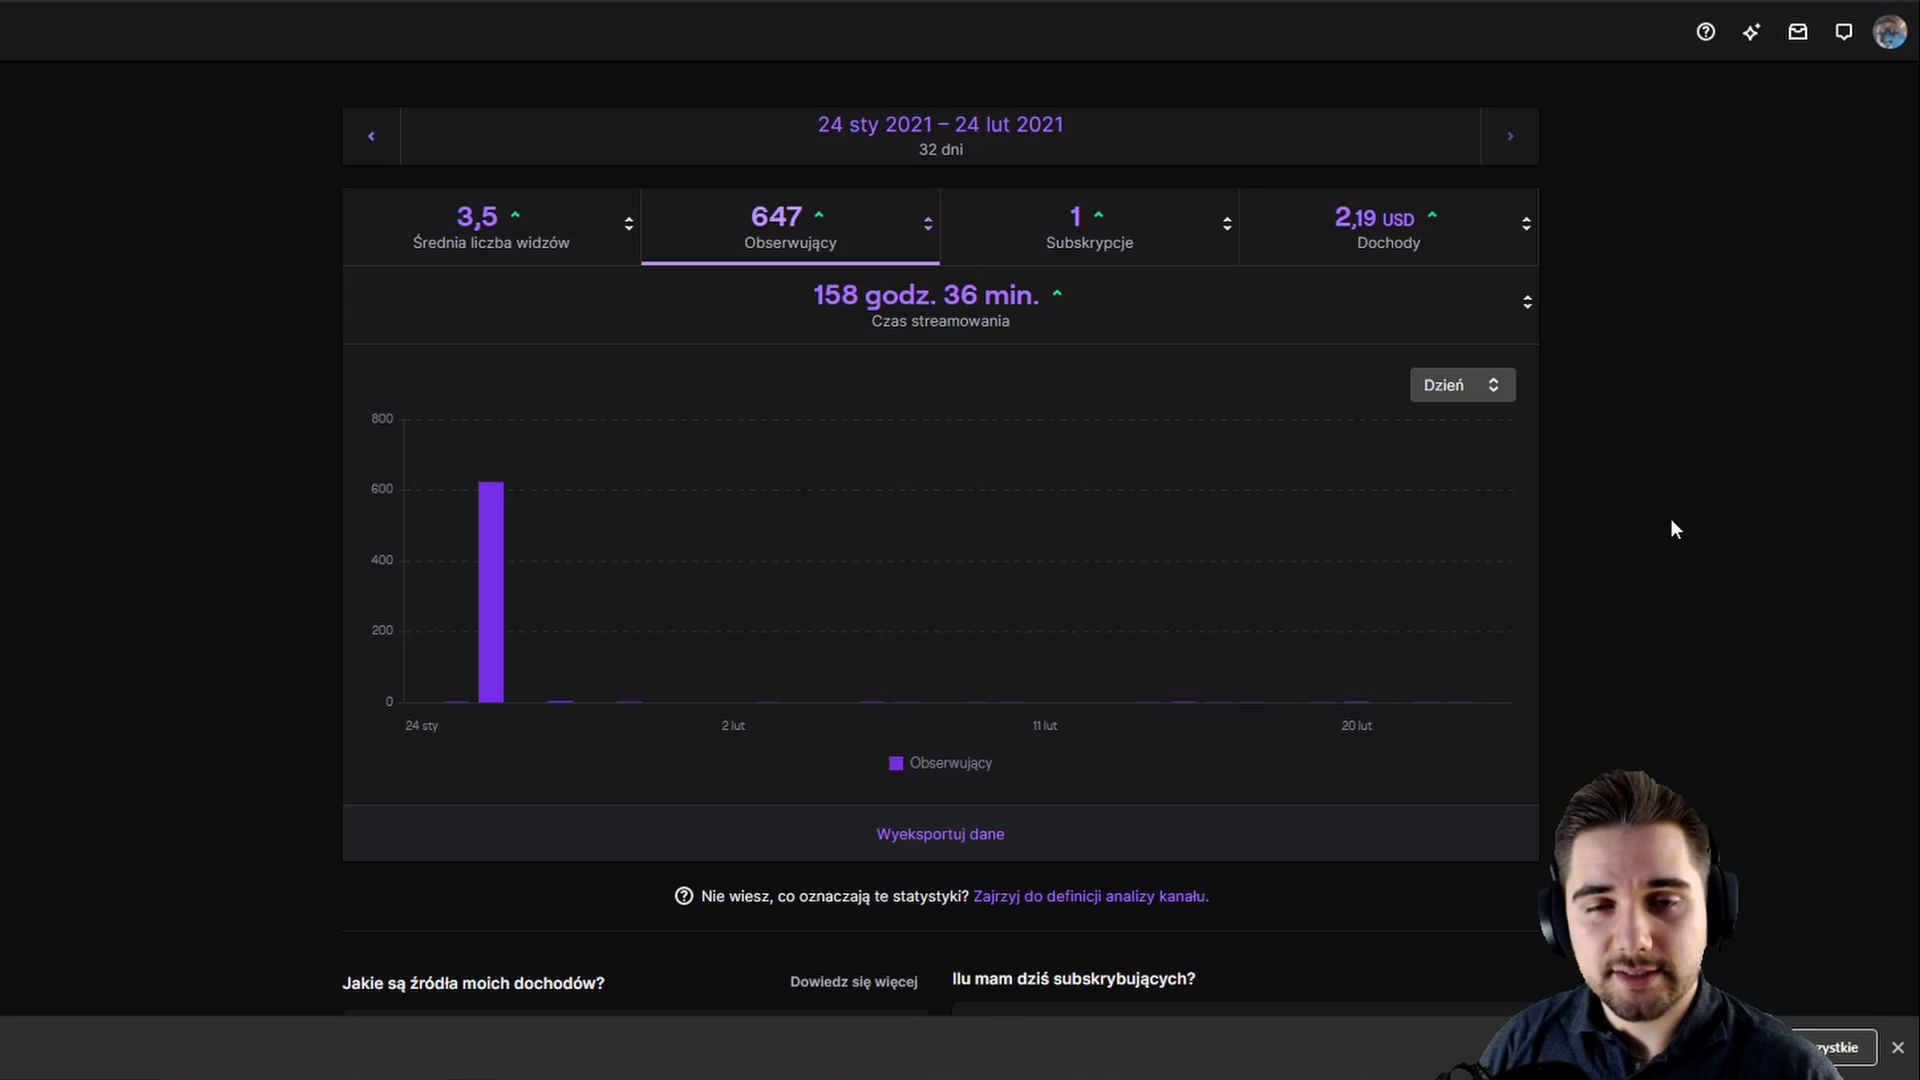 24 sty 2021 – 24 lut 2021
32 dni
3,5
Średnia liczba widzów
647
Obserwujący
1
Subskrypcje
2,19 USD
Dochody
158 godz. 36 min.
Czas streamowania
Dzień
800
600
400
200
0
24 sty
2 lut
11 lut
20 lut
Obserwujący
Wyeksportuj dane
Nie wiesz, co oznaczają te statystyki? Zajrzyj do definicji analizy kanału.
Jakie są źródła moich dochodów?
Dowiedz się więcej
Ilu mam dziś subskrybujących?